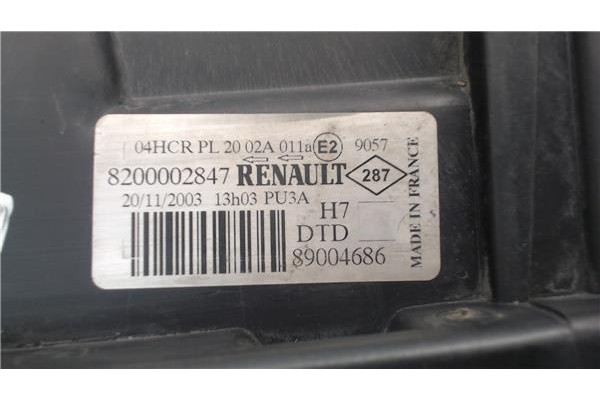 04HCR PL 20 02A 011a E2 9057
8200002847 RENAULT 287
20/11/2003 13h03 PU3A
H7
DTD
89004686
MADE IN FRANCE